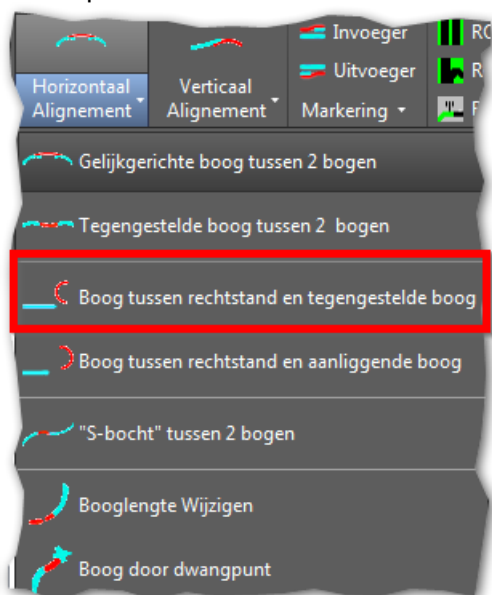 Invoeger
RC
Uitvoeger
R
Horizontaal
Alignement
Verticaal
Alignement
Markering
Gelijkgerichte boog tussen 2 bogen
Tegengestelde boog tussen 2 bogen
Boog tussen rechtstand en tegengestelde boog
Boog tussen rechtstand en aanliggende boog
"S-bocht" tussen 2 bogen
Booglengte Wijzigen
Boog door dwangpunt